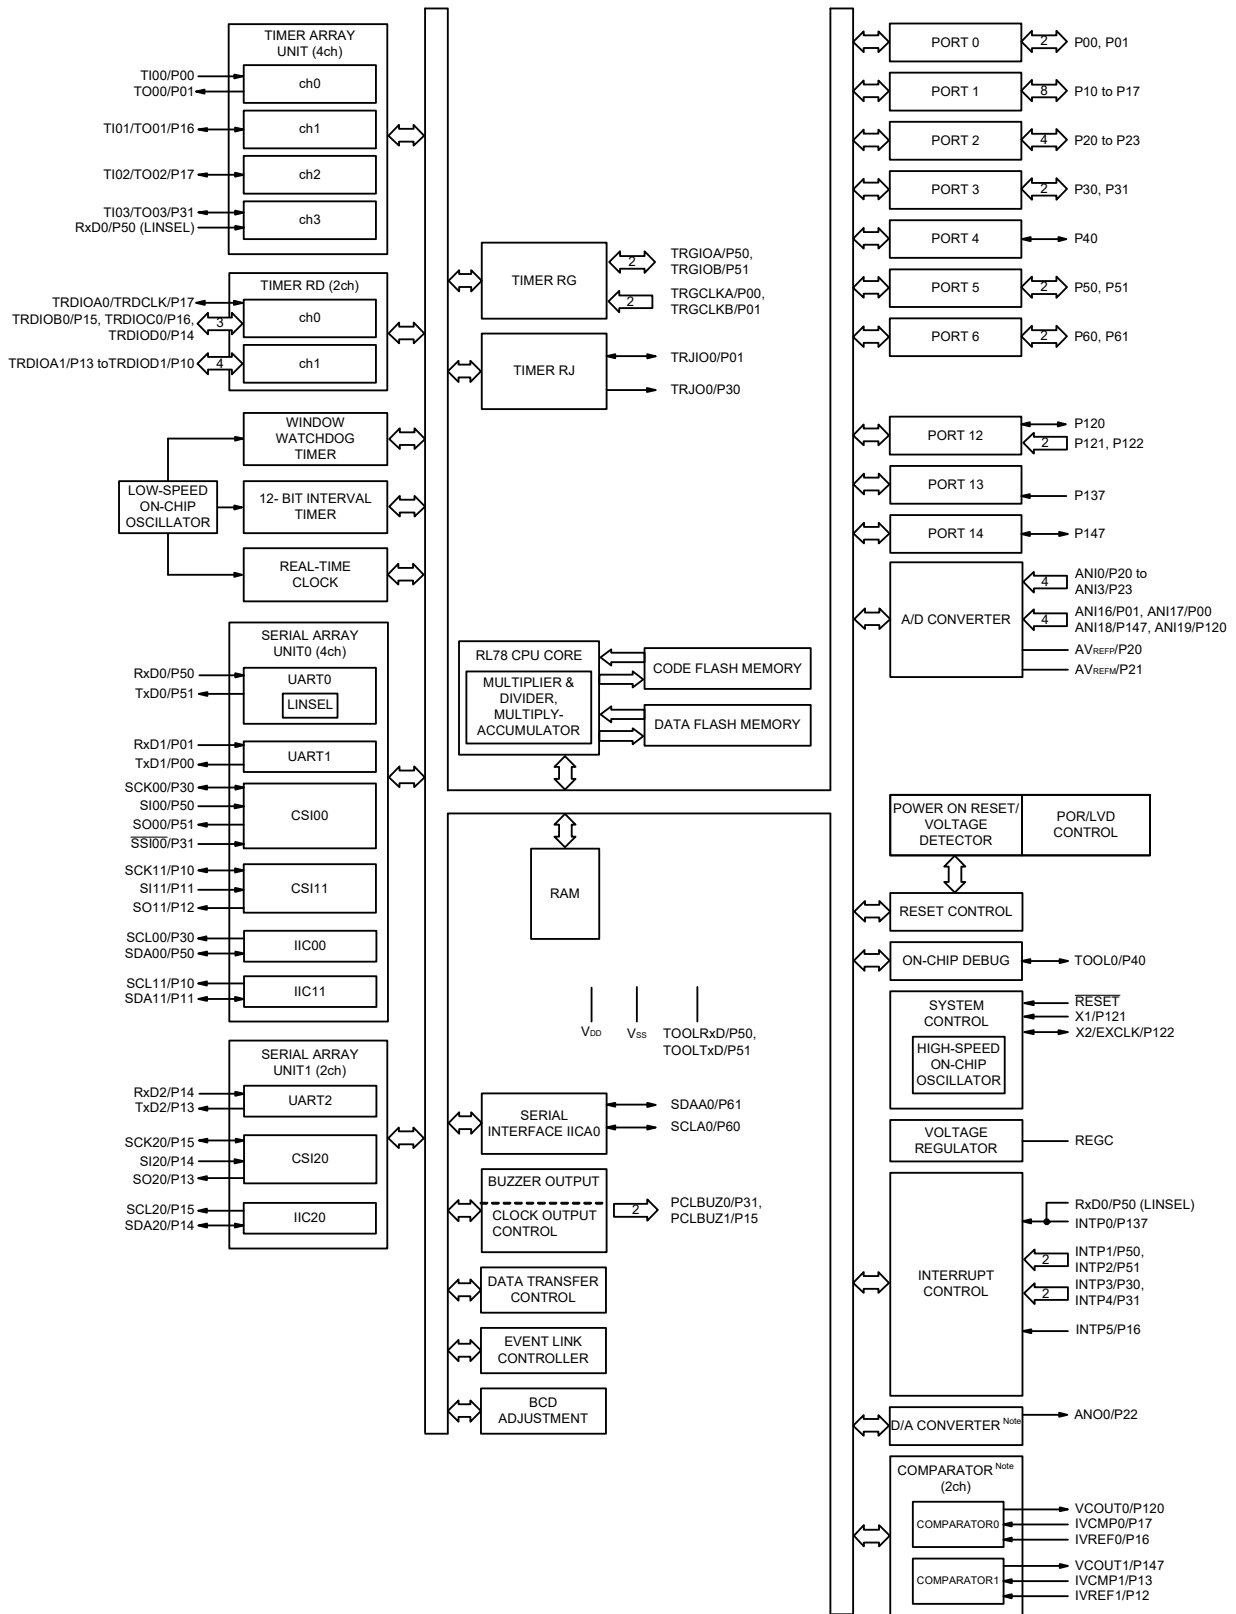 TIMER ARRAY
UNIT (4ch)
TI00/P00
TO00/P01
ch0
TI01/TO01/P16
ch1
TI02/TO02/P17
ch2
TI03/TO03/P31
RxD0/P50 (LINSEL)
ch3
TIMER RD (2ch)
TRDIOA0/TRDCLK/P17
TRDIOB0/P15, TRDIOC0/P16,
TRDIOD0/P14
3
ch0
TRDIOA1/P13 toTRDIOD1/P10
4
ch1
WINDOW
WATCHDOG
TIMER
LOW-SPEED
ON-CHIP
OSCILLATOR
12- BIT INTERVAL
TIMER
REAL-TIME
CLOCK
SERIAL ARRAY
UNIT0 (4ch)
RxD0/P50
TxD0/P51
UART0
LINSEL
RxD1/P01
TxD1/P00
UART1
SCK00/P30
SI00/P50
SO00/P51
SSI00/P31
CSI00
SCK11/P10
SI11/P11
SO11/P12
CSI11
SCL00/P30
SDA00/P50
IIC00
SCL11/P10
SDA11/P11
IIC11
SERIAL ARRAY
UNIT1 (2ch)
RxD2/P14
TxD2/P13
UART2
SCK20/P15
SI20/P14
SO20/P13
CSI20
SCL20/P15
SDA20/P14
IIC20
TIMER RG
2
TRGIOA/P50,
TRGIOB/P51
2
TRGCLKA/P00,
TRGCLKB/P01
TIMER RJ
TRJIO0/P01
TRJO0/P30
RL78 CPU CORE
MULTIPLIER &
DIVIDER,
MULTIPLY-
ACCUMULATOR
CODE FLASH MEMORY
DATA FLASH MEMORY
RAM
VDD
VSS
TOOLRxD/P50,
TOOLTxD/P51
SERIAL
INTERFACE IICA0
SDAA0/P61
SCLA0/P60
BUZZER OUTPUT
CLOCK OUTPUT
CONTROL
2
PCLBUZ0/P31,
PCLBUZ1/P15
DATA TRANSFER
CONTROL
EVENT LINK
CONTROLLER
BCD
ADJUSTMENT
PORT 0
2
P00, P01
PORT 1
8
P10 to P17
PORT 2
4
P20 to P23
PORT 3
2
P30, P31
PORT 4
P40
PORT 5
2
P50, P51
PORT 6
2
P60, P61
PORT 12
P120
2
P121, P122
PORT 13
P137
PORT 14
P147
A/D CONVERTER
4
ANI0/P20 to
ANI3/P23
4
ANI16/P01, ANI17/P00
ANI18/P147, ANI19/P120
AVREFP/P20
AVREFM/P21
POWER ON RESET/
VOLTAGE
DETECTOR
POR/LVD
CONTROL
RESET CONTROL
ON-CHIP DEBUG
TOOL0/P40
SYSTEM
CONTROL
HIGH-SPEED
ON-CHIP
OSCILLATOR
RESET
X1/P121
X2/EXCLK/P122
VOLTAGE
REGULATOR
REGC
INTERRUPT
CONTROL
RxD0/P50 (LINSEL)
INTP0/P137
2
INTP1/P50,
INTP2/P51
2
INTP3/P30,
INTP4/P31
INTP5/P16
D/A CONVERTER Note
ANO0/P22
COMPARATOR Note
(2ch)
COMPARATOR0
VCOUT0/P120
IVCMP0/P17
IVREF0/P16
COMPARATOR1
VCOUT1/P147
IVCMP1/P13
IVREF1/P12